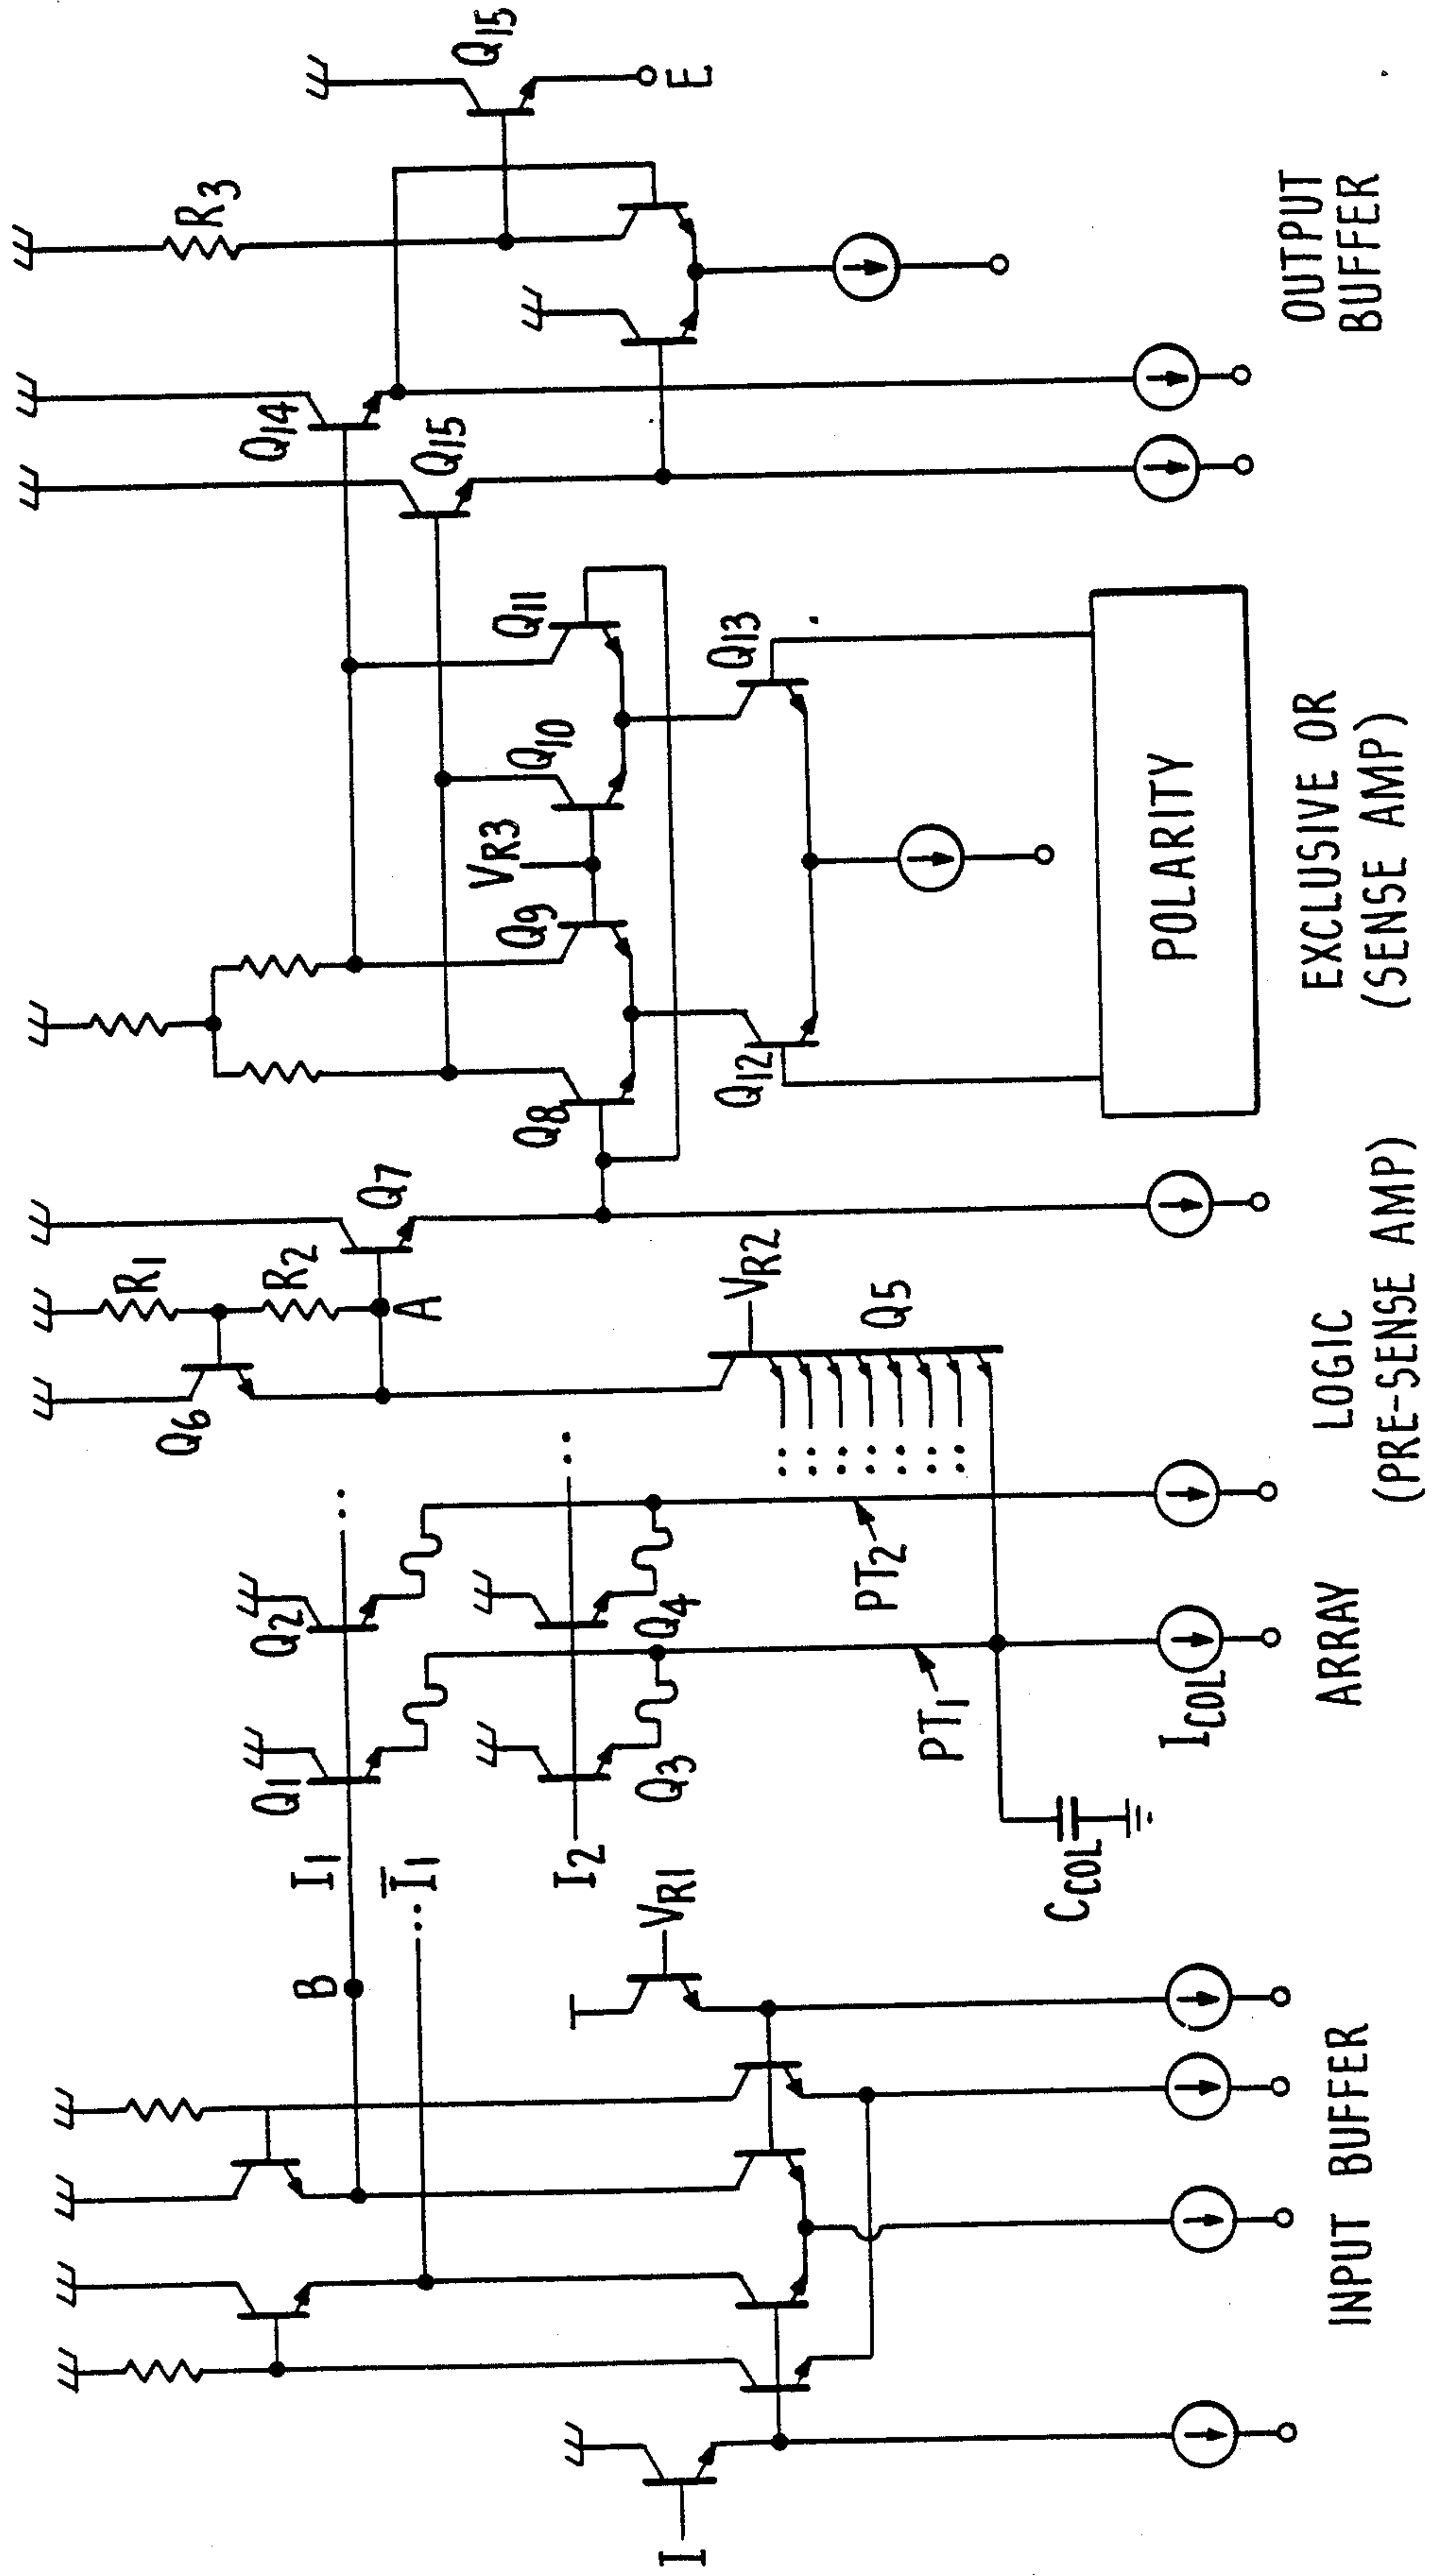 I
B
I1
I̅1
VR1
I2
Q1
Q2
Q3
Q4
CCOL
PT1
PT2
ICOL
Q6
R1
R2
A
Q7
VR2
Q5
Q8
Q9
VR3
Q10
Q11
Q12
Q13
POLARITY
Q14
Q15
R3
Q15
E
INPUT BUFFER
ARRAY
LOGIC
(PRE-SENSE AMP)
EXCLUSIVE OR
(SENSE AMP)
OUTPUT
BUFFER